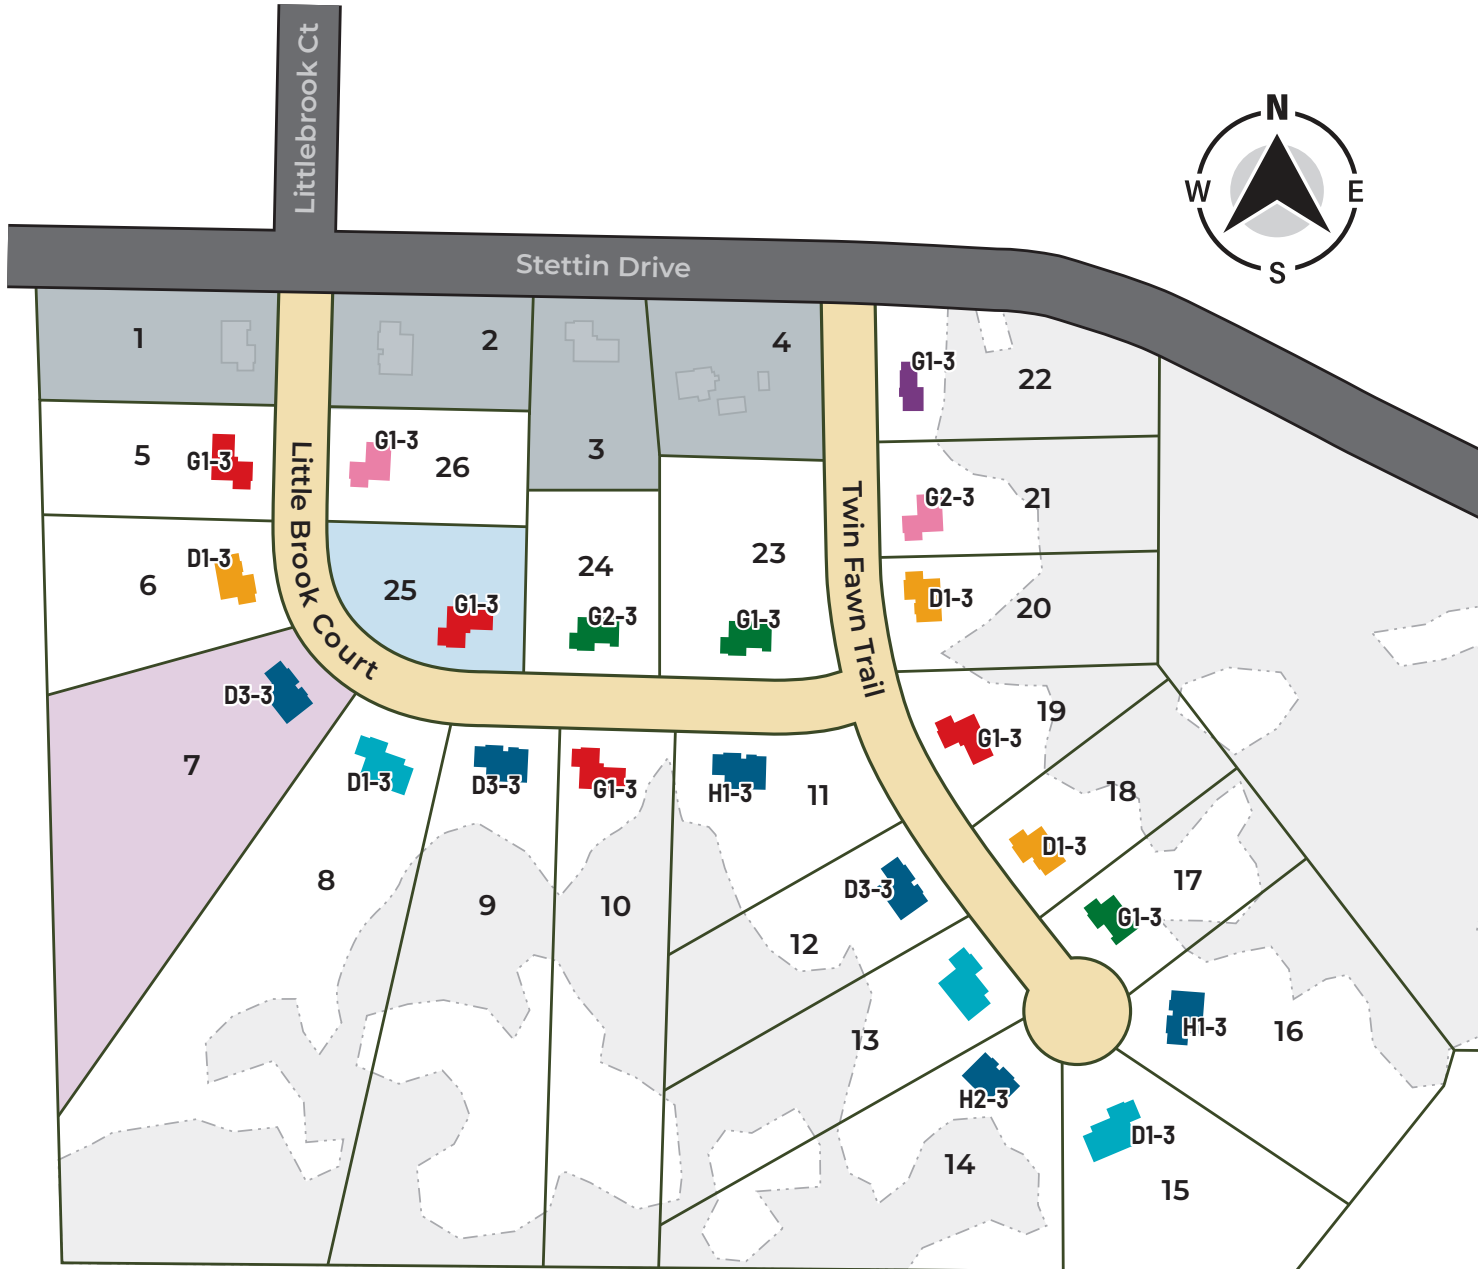 Littlebrook Ct
N
W
E
S
Stettin Drive
1
2
3
4
G1-3
22
5
G1-3
G1-3
26
G2-3
21
Little Brook Court
Twin Fawn Trail
6
D1-3
25
G1-3
24
G2-3
23
G1-3
D1-3
20
D3-3
7
D1-3
8
D3-3
9
G1-3
10
H1-3
11
G1-3
19
D1-3
18
D3-3
12
G1-3
17
13
H1-3
16
H2-3
14
D1-3
15